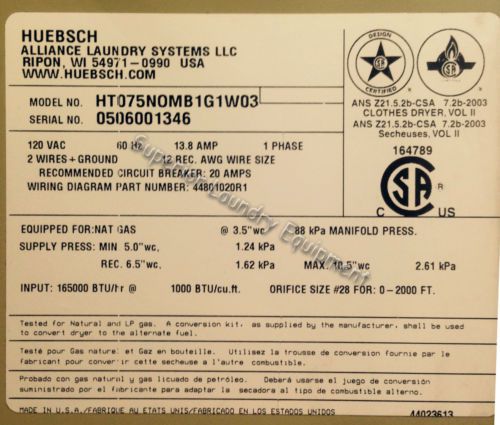 HUEBSCH
ALLIANCE LAUNDRY SYSTEMS LLC
RIPON, WI 54971-0990 USA
WWW.HUEBSCH.COM
MODEL NO. HT075NOMB1G1W03
SERIAL NO. 0506001346
DESIGN
CERTIFIED
ANS Z21.5.2b-CSA 7.2b-2003
CLOTHES DRYER, VOL II
ANS Z21.5.2b-CSA 7.2b-2003
Secheuses, VOL II
164789
C US
120 VAC 60 Hz 13.8 AMP 1 PHASE
2 WIRES + GROUND 12 REC. AWG WIRE SIZE
RECOMMENDED CIRCUIT BREAKER: 20 AMPS
WIRING DIAGRAM PART NUMBER: 44801020R1
Superior Laundry Equipment
EQUIPPED FOR: NAT GAS @ 3.5"wc .88 kPa MANIFOLD PRESS.
SUPPLY PRESS: MIN 5.0"wc. 1.24 kPa
REC. 6.5"wc. 1.62 kPa MAX. 10.5"wc 2.61 kPa
INPUT: 165000 BTU/hr @ 1000 BTU/cu.ft. ORIFICE SIZE #28 FOR: 0-2000 FT.
Tested for Natural and LP gas. A conversion kit, as supplied by the manufacturer, shall be used
to convert dryer to the alternate fuel.
Testé pour Gas naturel et Gaz en bouteille. Utilisez la trousse de conversion fournie par le
fabricant pour convertir cette secheuse a l'autre combustible.
Probado con gas natural y gas licuado de petróleo. Deberá usarse el juego de conversión
suministrado por el fabricante para adaptar la secadora al tipo de combustible alterno.
MADE IN U.S.A./FABRIQUE AU ETATS UNIS/FABRICADO EN LOS ESTADOS UNIDOS 44023613